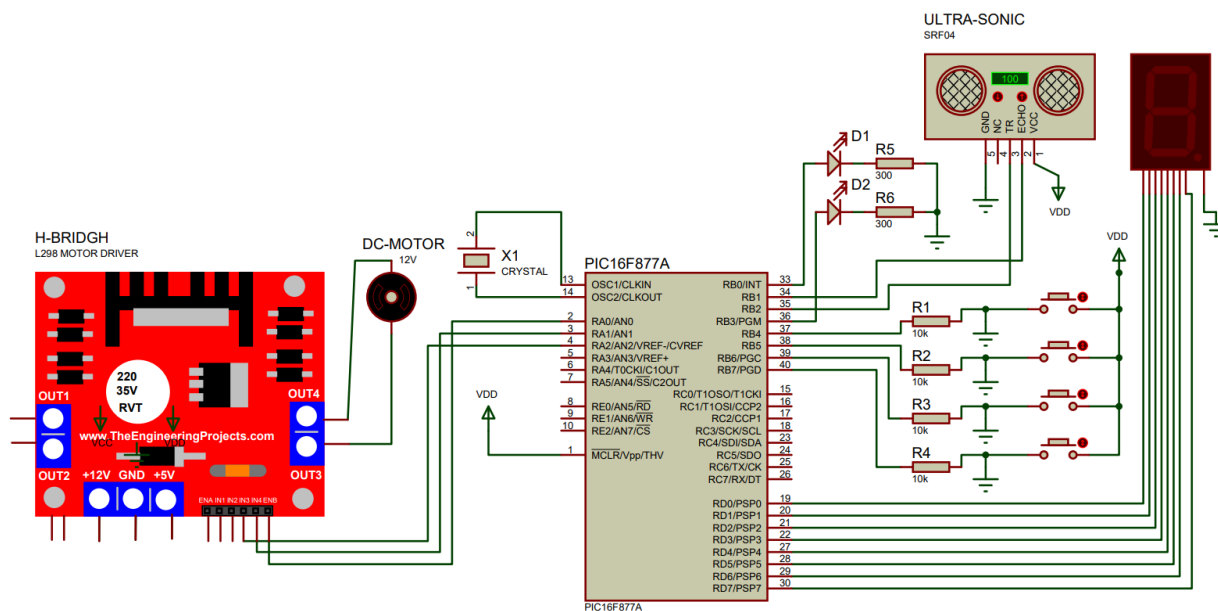 ULTRA-SONIC
SRF04
100
GND
NC
TR
ECHO
VCC
5
4
3
2
1
VDD
D1
R5
300
D2
R6
300
H-BRIDGH
L298 MOTOR DRIVER
DC-MOTOR
12V
2
1
X1
CRYSTAL
220
35V
RVT
OUT1
OUT4
www.TheEngineeringProjects.com
VCC
VDD
OUT2
+12V GND +5V
OUT3
ENA IN1 IN2 IN3 IN4 ENB
PIC16F877A
13 OSC1/CLKIN
14 OSC2/CLKOUT
2 RA0/AN0
3 RA1/AN1
4 RA2/AN2/VREF-/CVREF
5 RA3/AN3/VREF+
6 RA4/T0CKI/C1OUT
7 RA5/AN4/SS/C2OUT
8 RE0/AN5/RD
9 RE1/AN6/WR
10 RE2/AN7/CS
1 MCLR/Vpp/THV
VDD
RB0/INT 33
RB1 34
RB2 35
RB3/PGM 36
RB4 37
RB5 38
RB6/PGC 39
RB7/PGD 40
RC0/T1OSO/T1CKI 15
RC1/T1OSI/CCP2 16
RC2/CCP1 17
RC3/SCK/SCL 18
RC4/SDI/SDA 23
RC5/SDO 24
RC6/TX/CK 25
RC7/RX/DT 26
RD0/PSP0 19
RD1/PSP1 20
RD2/PSP2 21
RD3/PSP3 22
RD4/PSP4 27
RD5/PSP5 28
RD6/PSP6 29
RD7/PSP7 30
PIC16F877A
VDD
R1
10k
R2
10k
R3
10k
R4
10k